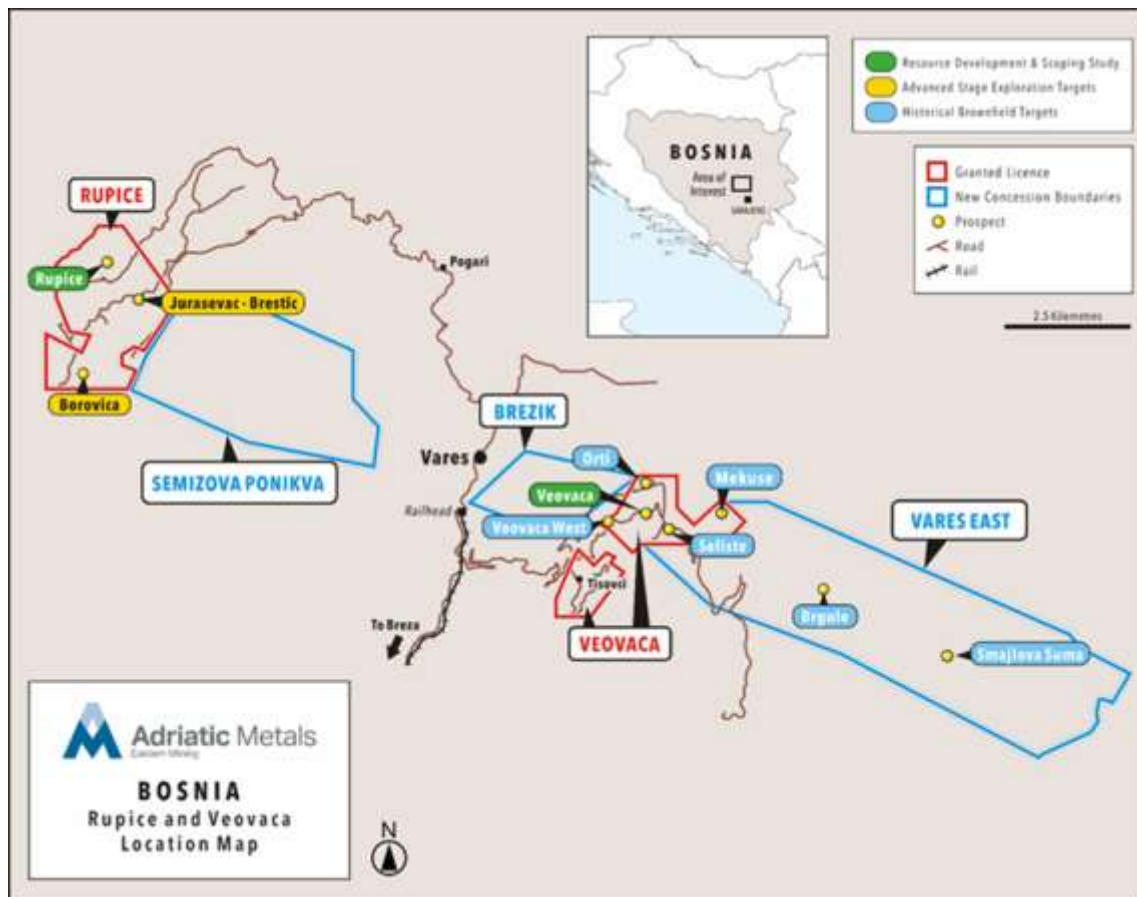 Resource Development & Scoping Study
Advanced Stage Exploration Targets
Historical Brownfield Targets
Granted Licence
New Concession Boundaries
Prospect
Road
Rail
2.5 Kilometres
BOSNIA
Area of
Interest
SARAJEVO
RUPICE
Rupice
Jurasevac - Brestic
Borovica
SEMIZOVA PONIKVA
Pogari
BREZIK
Vares
Orti
Mekuse
Veovaca
Railhead
Veovaca West
Seliste
VARES EAST
Tisovci
Brgule
To Breza
VEOVACA
Smajlova Suma
Adriatic Metals
Eastern Mining
BOSNIA
Rupice and Veovaca
Location Map
N